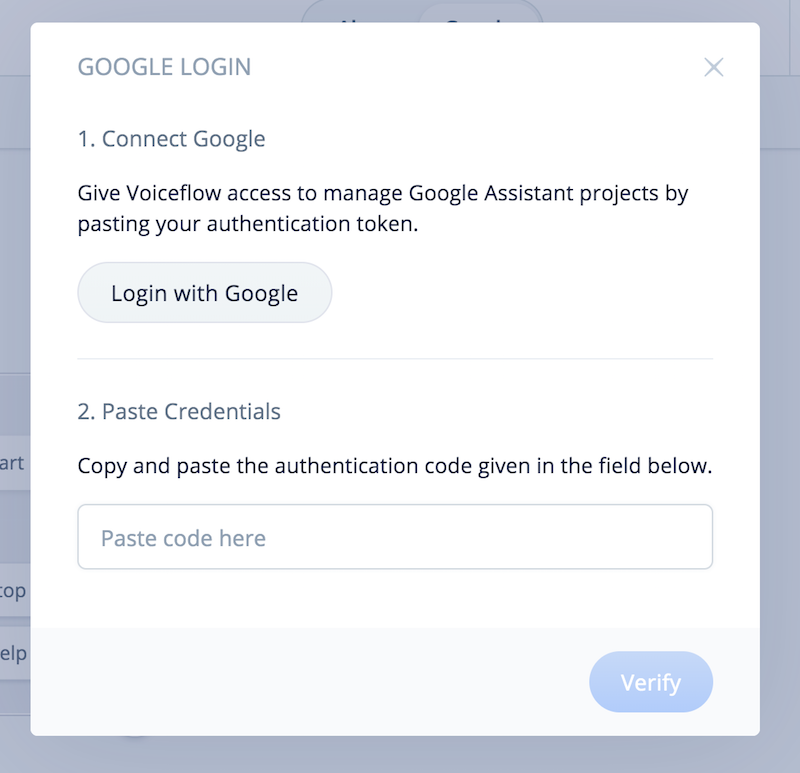 GOOGLE LOGIN
1. Connect Google
Give Voiceflow access to manage Google Assistant projects by
pasting your authentication token.
Login with Google
2. Paste Credentials
Copy and paste the authentication code given in the field below.
Paste code here
Verify
art
top
elp